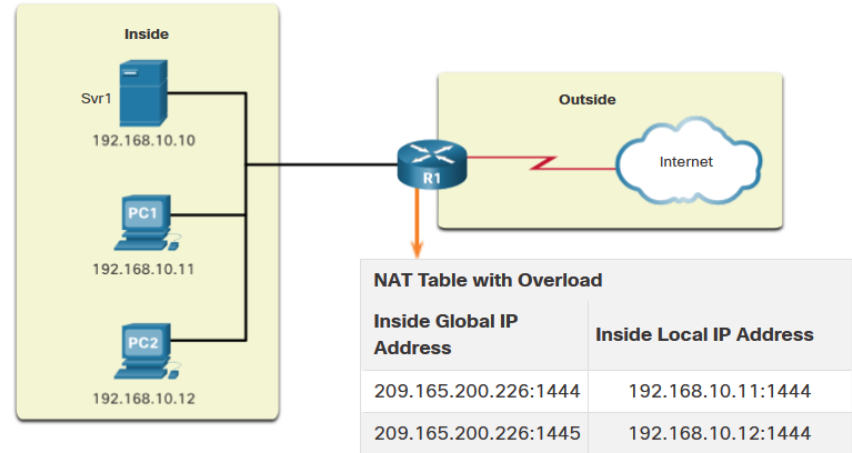 Inside
Svr1
192.168.10.10
PC1
192.168.10.11
PC2
192.168.10.12
R1
Outside
Internet
NAT Table with Overload
Inside Global IP
Address
Inside Local IP Address
209.165.200.226:1444 192.168.10.11:1444
209.165.200.226:1445 192.168.10.12:1444